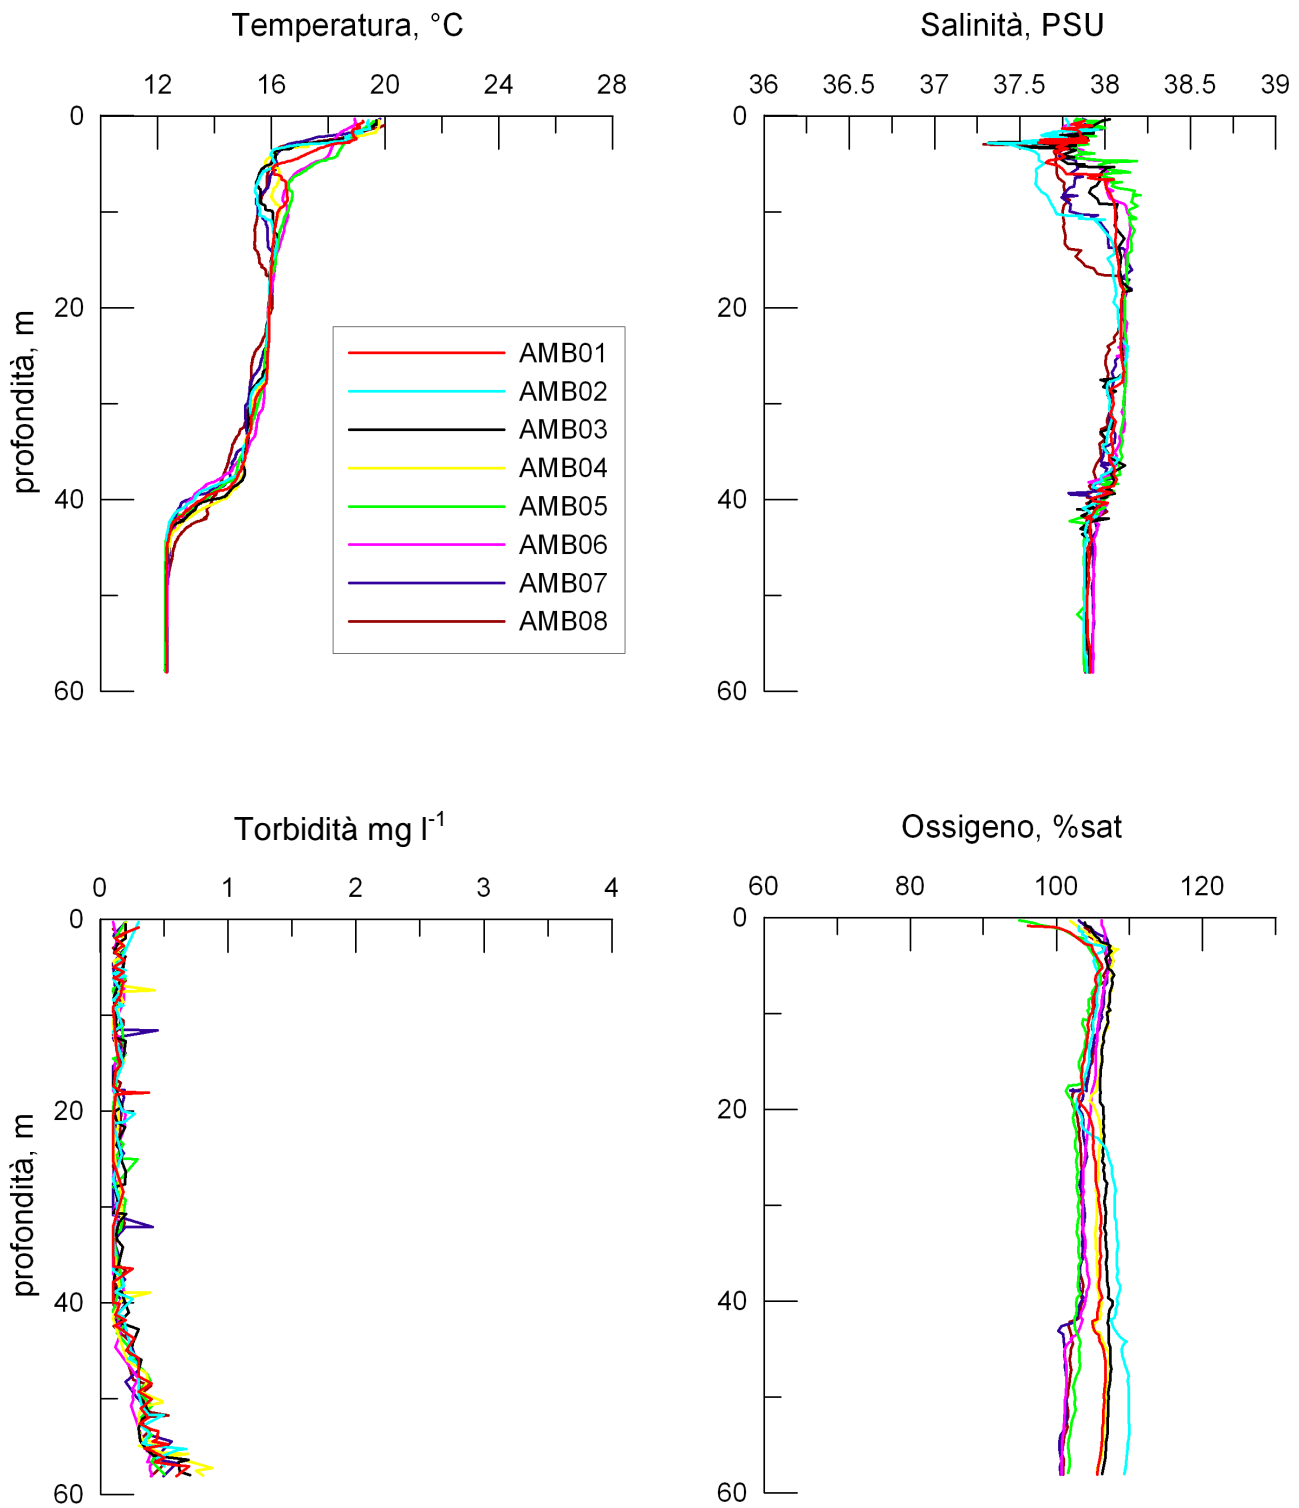 Temperatura, °C
12 16 20 24 28
0
20
40
60
profondità, m
AMB01
AMB02
AMB03
AMB04
AMB05
AMB06
AMB07
AMB08
Salinità, PSU
36 36.5 37 37.5 38 38.5 39
0
20
40
60
Torbidità mg l-1
0 1 2 3 4
0
20
40
60
profondità, m
Ossigeno, %sat
60 80 100 120
0
20
40
60